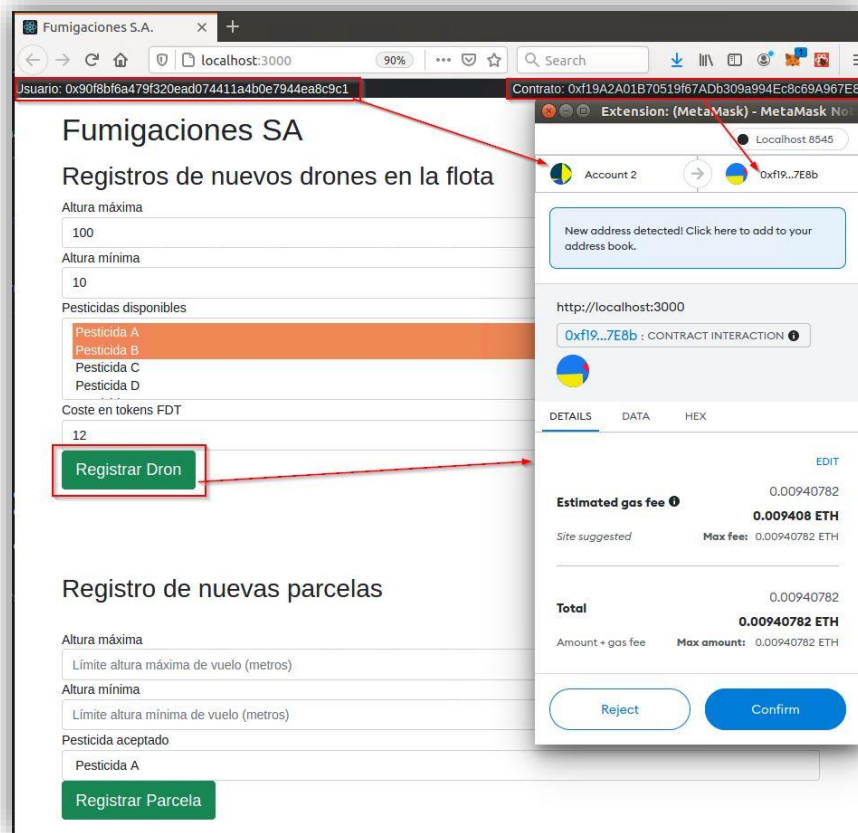 Fumigaciones S.A.
localhost:3000
90%
Search
Usuario: 0x90f8bf6a479f320ead074411a4b0e7944ea8c9c1
Contrato: 0xf19A2A01B70519f67ADb309a994Ec8c69A967E8
Fumigaciones SA
Registros de nuevos drones en la flota
Altura máxima
100
Altura mínima
10
Pesticidas disponibles
Pesticida A
Pesticida B
Pesticida C
Pesticida D
Coste en tokens FDT
12
Registrar Dron
Registro de nuevas parcelas
Altura máxima
Límite altura máxima de vuelo (metros)
Altura mínima
Límite altura mínima de vuelo (metros)
Pesticida aceptado
Pesticida A
Registrar Parcela
Extension: (MetaMask) - MetaMask Not
Localhost 8545
Account 2
0xf19...7E8b
New address detected! Click here to add to your
address book.
http://localhost:3000
0xf19...7E8b : CONTRACT INTERACTION
DETAILS DATA HEX
EDIT
0.00940782
Estimated gas fee
0.009408 ETH
Site suggested Max fee: 0.00940782 ETH
0.00940782
Total
0.00940782 ETH
Amount + gas fee Max amount: 0.00940782 ETH
Reject Confirm